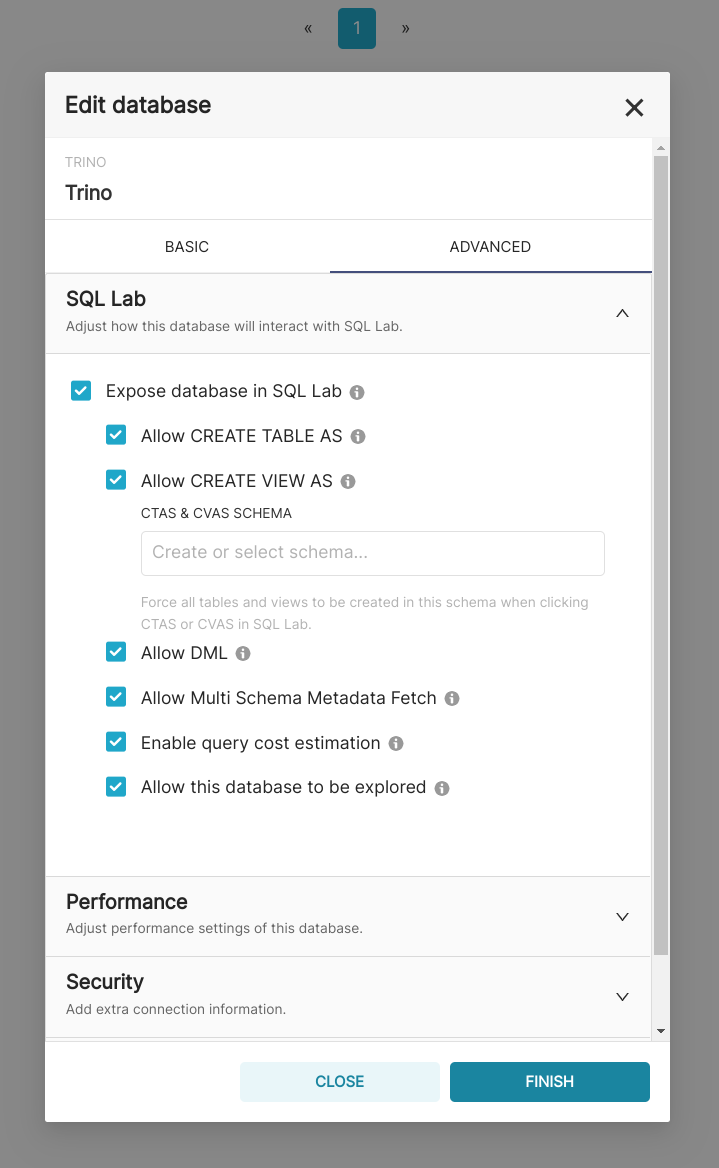 « 1 »
Edit database
TRINO
Trino
BASIC ADVANCED
SQL Lab
Adjust how this database will interact with SQL Lab.
Expose database in SQL Lab
Allow CREATE TABLE AS
Allow CREATE VIEW AS
CTAS & CVAS SCHEMA
Create or select schema...
Force all tables and views to be created in this schema when clicking
CTAS or CVAS in SQL Lab.
Allow DML
Allow Multi Schema Metadata Fetch
Enable query cost estimation
Allow this database to be explored
Performance
Adjust performance settings of this database.
Security
Add extra connection information.
CLOSE FINISH